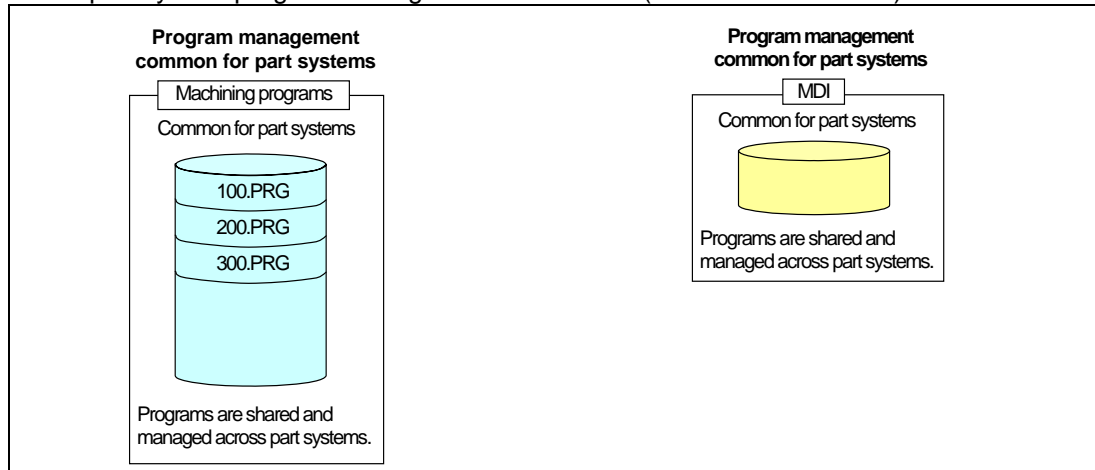 Program management
common for part systems
Machining programs
Common for part systems
100.PRG
200.PRG
300.PRG
Programs are shared and
managed across part systems.
Program management
common for part systems
MDI
Common for part systems
Programs are shared and
managed across part systems.